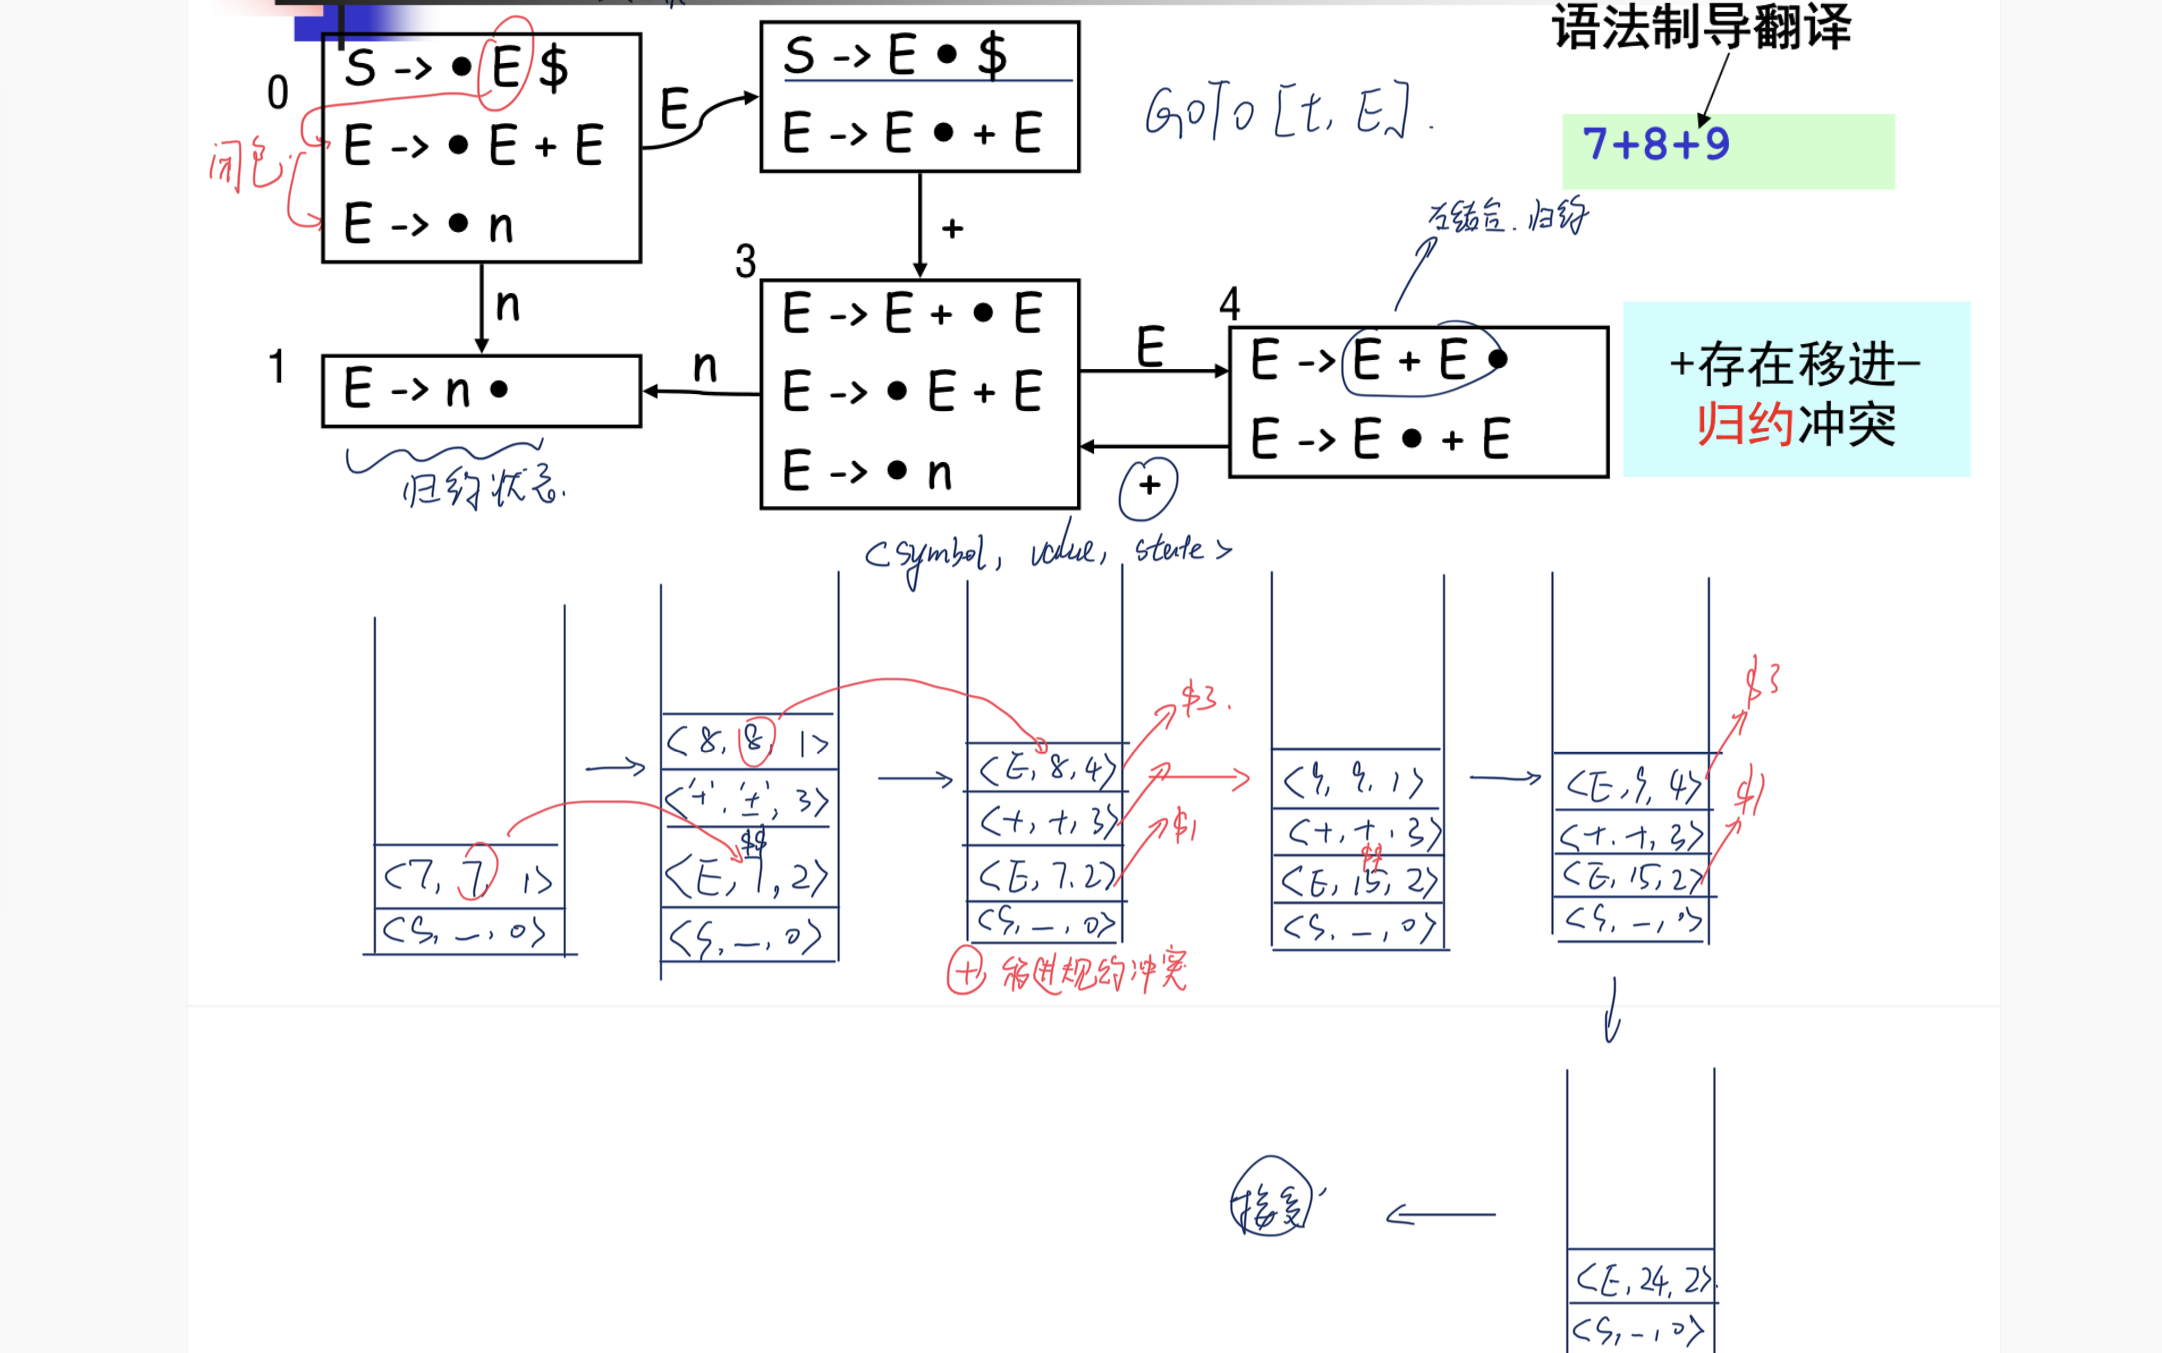 语法制导翻译
7+8+9
0
S -> • E $
E -> • E + E
E -> • n
闭包
E
S -> E • $
E -> E • + E
GOTO [t, E].
n
+
左结合.归约
1
E -> n •
归约状态.
n
3
E -> E + • E
E -> • E + E
E -> • n
E
+
4
E -> E + E •
E -> E • + E
+存在移进-
归约冲突
<symbol, value, state>
<7, 7, 1>
<S, _, 0>
<8, 8, 1>
<'+', '+', 3>
$$
<E, 7, 2>
<S, _, 0>
$3.
<E, 8, 4>
<+, +, 3>
$1
<E, 7. 2>
<S, _, 0>
+ 移进规约冲突
<9, 9, 1>
<+, +, 3>
$$
<E, 15, 2>
<S. _, 0>
$3
<E, 9, 4>
$1
<+. +, 3>
<E, 15, 2>
<S, _, 0>
接受
<E, 24, 2>
<S, _, 0>